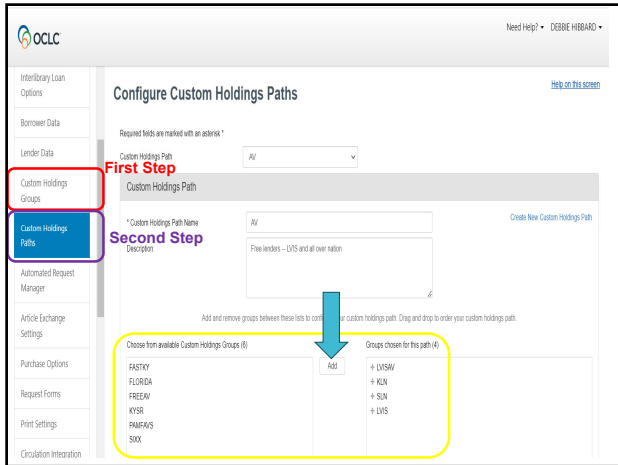 OCLC
Need Help? DEBBIE HIBBARD
Interlibrary Loan
Options
Borrower Data
Lender Data
Custom Holdings
Groups
Custom Holdings
Paths
Automated Request
Manager
Article Exchange
Settings
Purchase Options
Request Forms
Print Settings
Circulation Integration
Help on this screen
Configure Custom Holdings Paths
Required fields are marked with an asterisk *
Custom Holdings Path AV
First Step
Custom Holdings Path
* Custom Holdings Path Name AV
Create New Custom Holdings Path
Second Step
Description Free lenders -- LVIS and all over nation
Add and remove groups between these lists to your custom holdings path. Drag and drop to order your custom holdings path.
Choose from available Custom Holdings Groups (6)
Add
Groups chosen for this path (4)
FASTKY
FLORIDA
FREEAV
KYSR
PAMFAVS
SIXX
LVISAV
KLN
SLN
LVIS